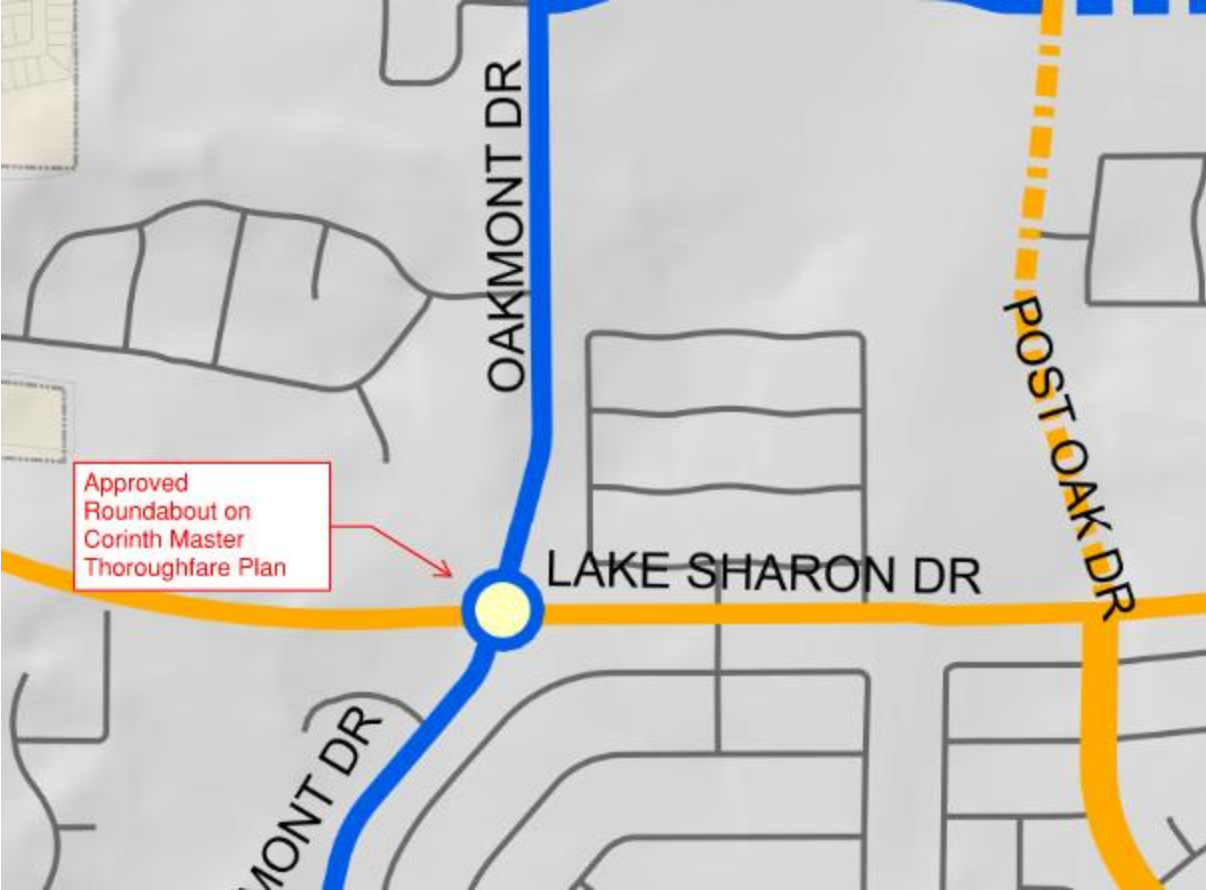 OAKMONT DR
POST OAK DR
Approved
Roundabout on
Corinth Master
Thoroughfare Plan
LAKE SHARON DR
MONT DR